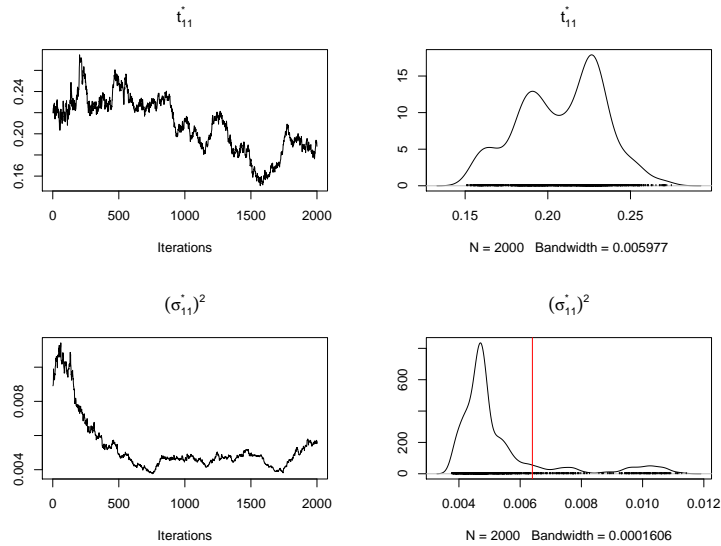 t*11
0.16 0.20 0.24
0 500 1000 1500 2000
Iterations
t*11
0 5 10 15
0.15 0.20 0.25
N = 2000 Bandwidth = 0.005977
(σ*11)2
0.004 0.008
0 500 1000 1500 2000
Iterations
(σ*11)2
0 200 600
0.004 0.006 0.008 0.010 0.012
N = 2000 Bandwidth = 0.0001606